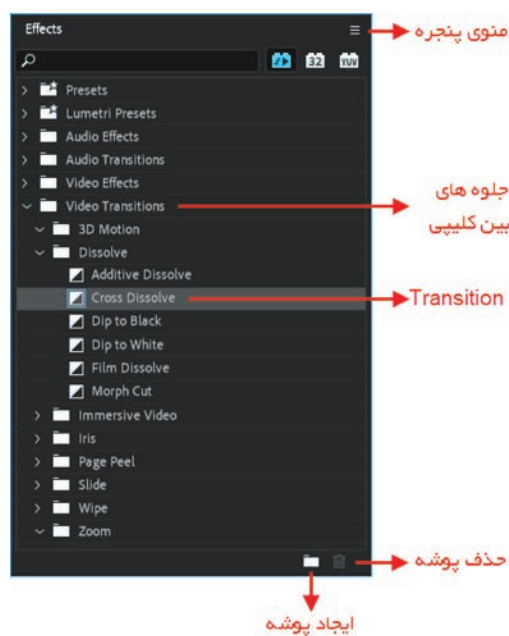 Effects
منوی پنجره
32
YUV
Presets
Lumetri Presets
Audio Effects
Audio Transitions
Video Effects
Video Transitions
جلوه های
بین کلیپی
3D Motion
Dissolve
Additive Dissolve
Cross Dissolve
Transition
Dip to Black
Dip to White
Film Dissolve
Morph Cut
Immersive Video
Iris
Page Peel
Slide
Wipe
Zoom
حذف پوشه
ایجاد پوشه